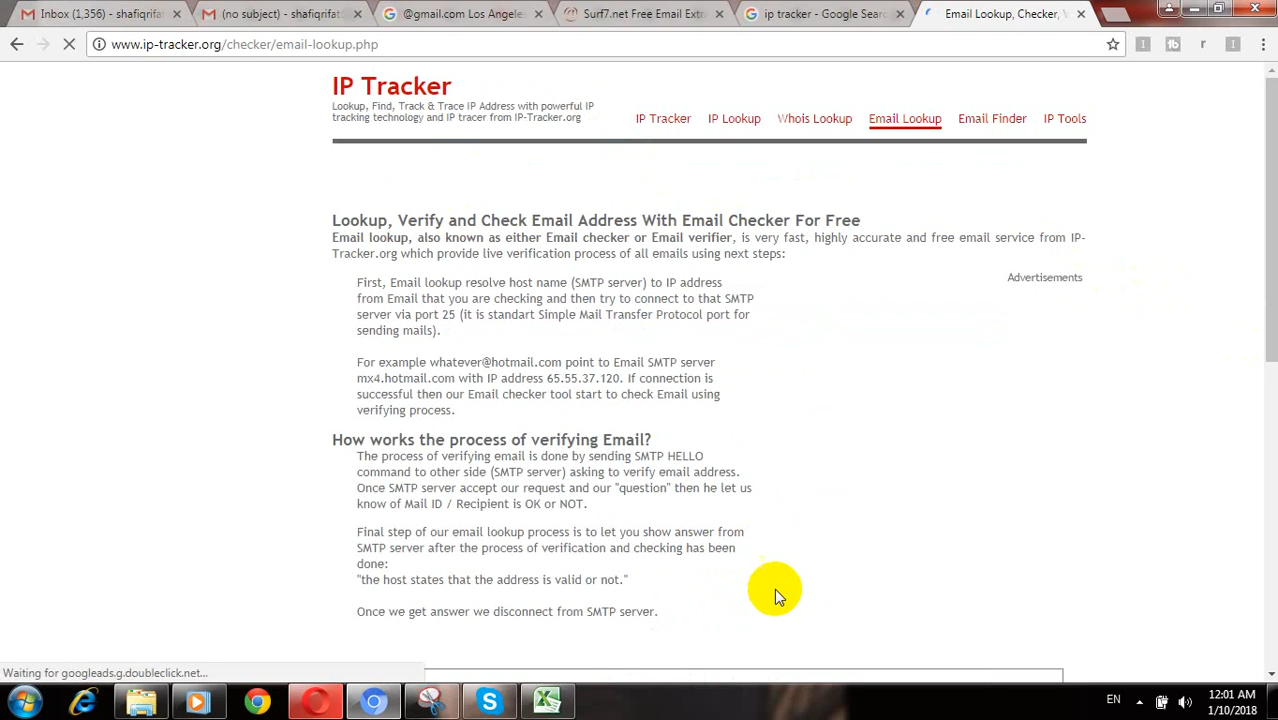 Inbox (1,356) - shafiqrifat
(no subject) - shafiqrifat
@gmail.com Los Angeles
Surf7.net Free Email Extr
ip tracker - Google Search
Email Lookup, Checker, V
www.ip-tracker.org/checker/email-lookup.php
IP Tracker
Lookup, Find, Track & Trace IP Address with powerful IP
tracking technology and IP tracer from IP-Tracker.org
IP Tracker IP Lookup Whois Lookup Email Lookup Email Finder IP Tools
Lookup, Verify and Check Email Address With Email Checker For Free
Email lookup, also known as either Email checker or Email verifier, is very fast, highly accurate and free email service from IP-
Tracker.org which provide live verification process of all emails using next steps:
Advertisements
First, Email lookup resolve host name (SMTP server) to IP address
from Email that you are checking and then try to connect to that SMTP
server via port 25 (it is standart Simple Mail Transfer Protocol port for
sending mails).
For example whatever@hotmail.com point to Email SMTP server
mx4.hotmail.com with IP address 65.55.37.120. If connection is
successful then our Email checker tool start to check Email using
verifying process.
How works the process of verifying Email?
The process of verifying email is done by sending SMTP HELLO
command to other side (SMTP server) asking to verify email address.
Once SMTP server accept our request and our "question" then he let us
know of Mail ID / Recipient is OK or NOT.
Final step of our email lookup process is to let you show answer from
SMTP server after the process of verification and checking has been
done:
"the host states that the address is valid or not."
Once we get answer we disconnect from SMTP server.
Waiting for googleads.g.doubleclick.net...
EN
12:01 AM
1/10/2018